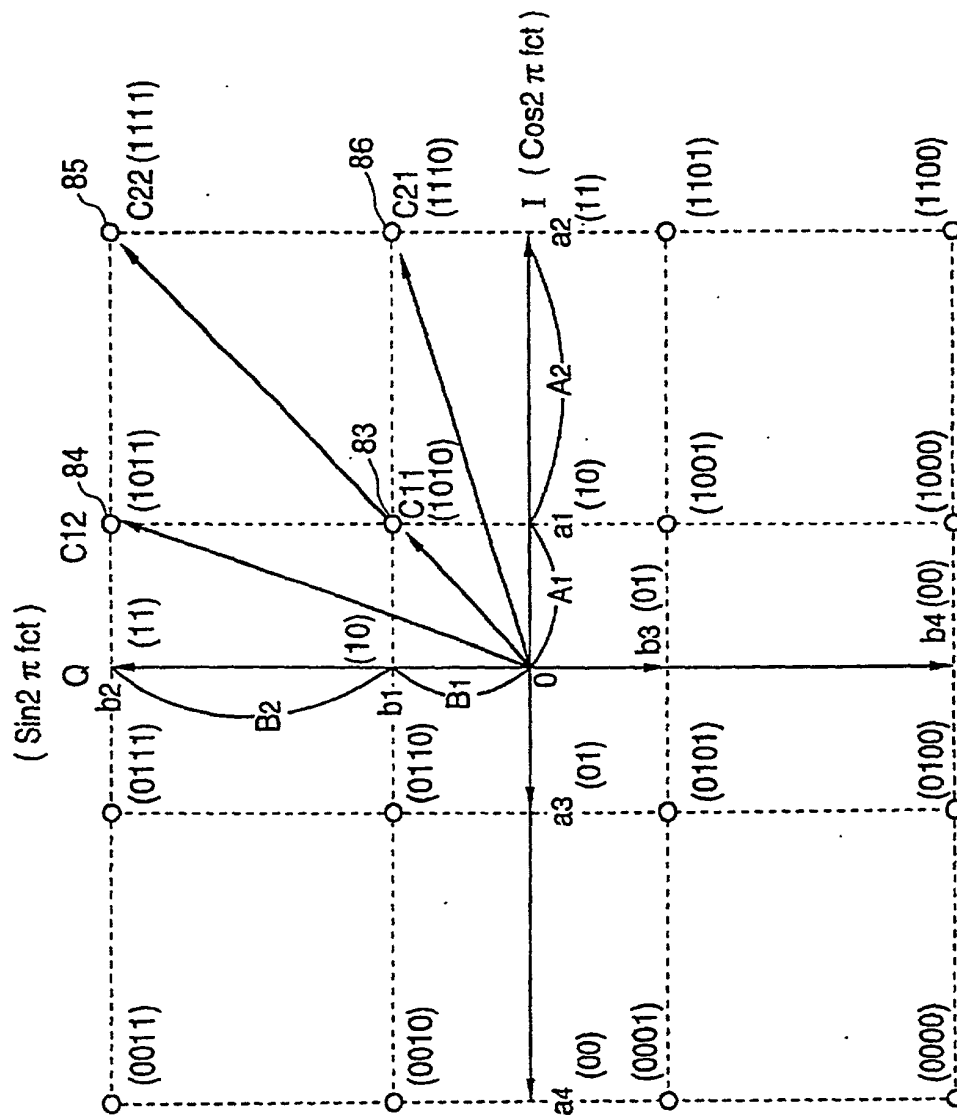 ( Sin2 π fct )
Q
C12
84
85
(0011)
(0111)
b2
(11)
(1011)
C22 (1111)
B2
83
86
(0010)
(0110)
b1
(10)
C11
(1010)
C21
(1110)
B1
A1
A2
I ( Cos2 π fct )
a4
(00)
a3
(01)
0
a1
(10)
a2
(11)
(0001)
(0101)
b3
(01)
(1001)
(1101)
(0000)
(0100)
b4
(00)
(1000)
(1100)